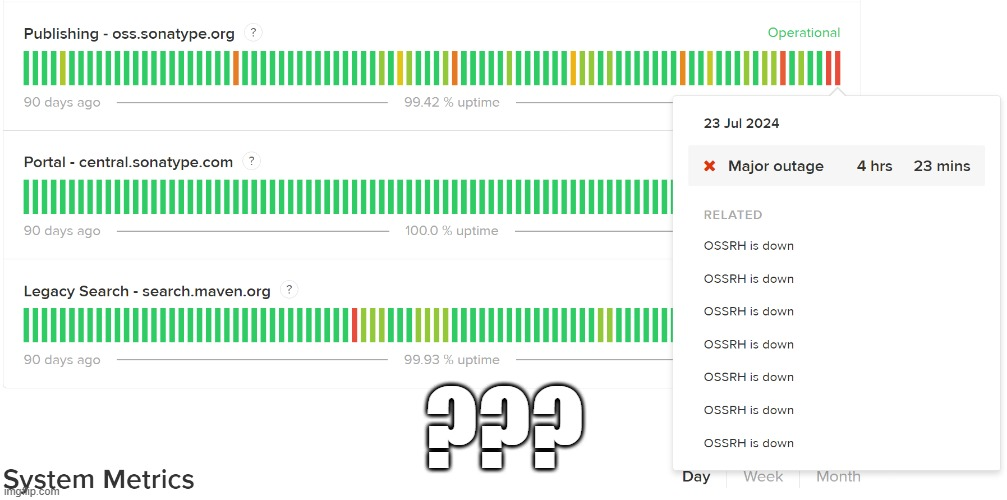 Publishing - oss.sonatype.org ? Operational
90 days ago 99.42 % uptime
23 Jul 2024
Major outage 4 hrs 23 mins
RELATED
OSSRH is down
OSSRH is down
OSSRH is down
OSSRH is down
OSSRH is down
OSSRH is down
OSSRH is down
Portal - central.sonatype.com ?
90 days ago 100.0 % uptime
Legacy Search - search.maven.org ?
90 days ago 99.93 % uptime
???
System Metrics
Day Week Month
imgflip.com